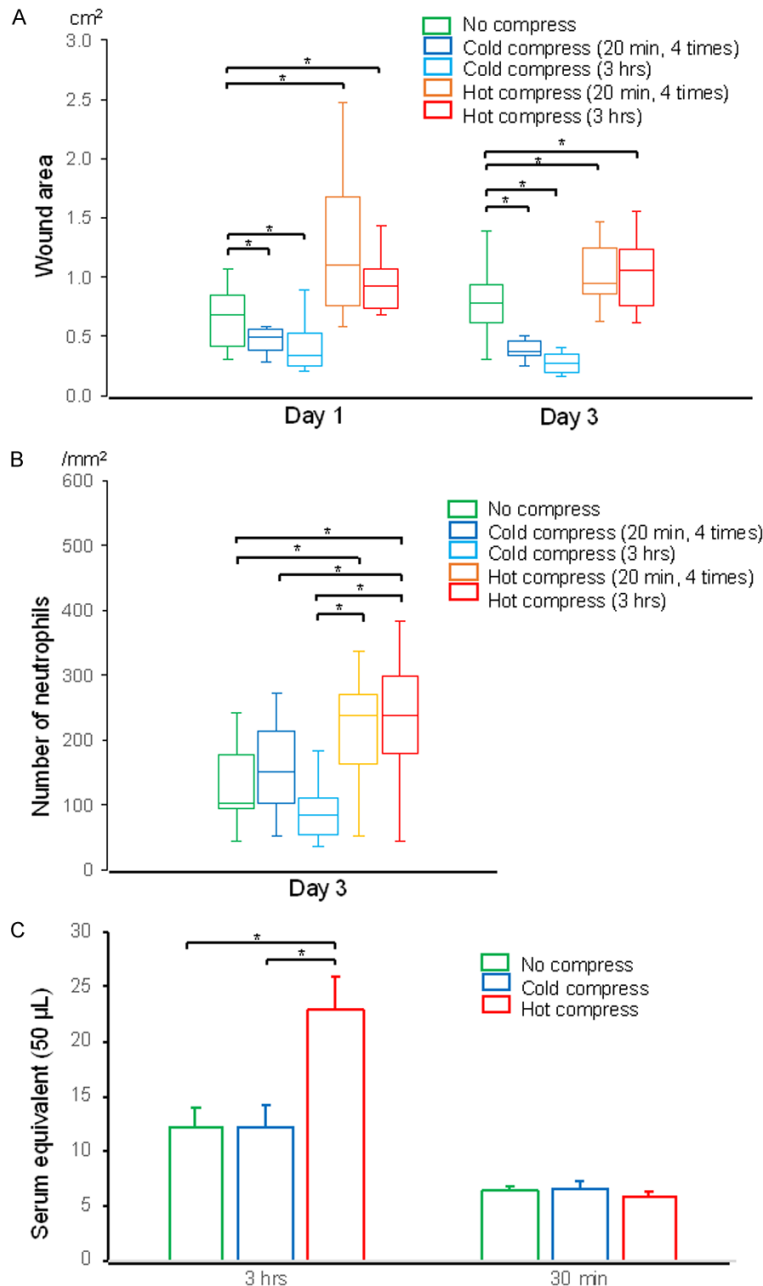 A
cm²
No compress
Cold compress (20 min, 4 times)
Cold compress (3 hrs)
Hot compress (20 min, 4 times)
Hot compress (3 hrs)
Wound area
3.0
2.5
2.0
1.5
1.0
0.5
0.0
* * * *
* * * *
Day 1
Day 3
B
/mm²
No compress
Cold compress (20 min, 4 times)
Cold compress (3 hrs)
Hot compress (20 min, 4 times)
Hot compress (3 hrs)
Number of neutrophils
600
500
400
300
200
100
0
* * * * *
Day 3
C
No compress
Cold compress
Hot compress
Serum equivalent (50 µL)
30
25
20
15
10
5
0
* *
3 hrs
30 min